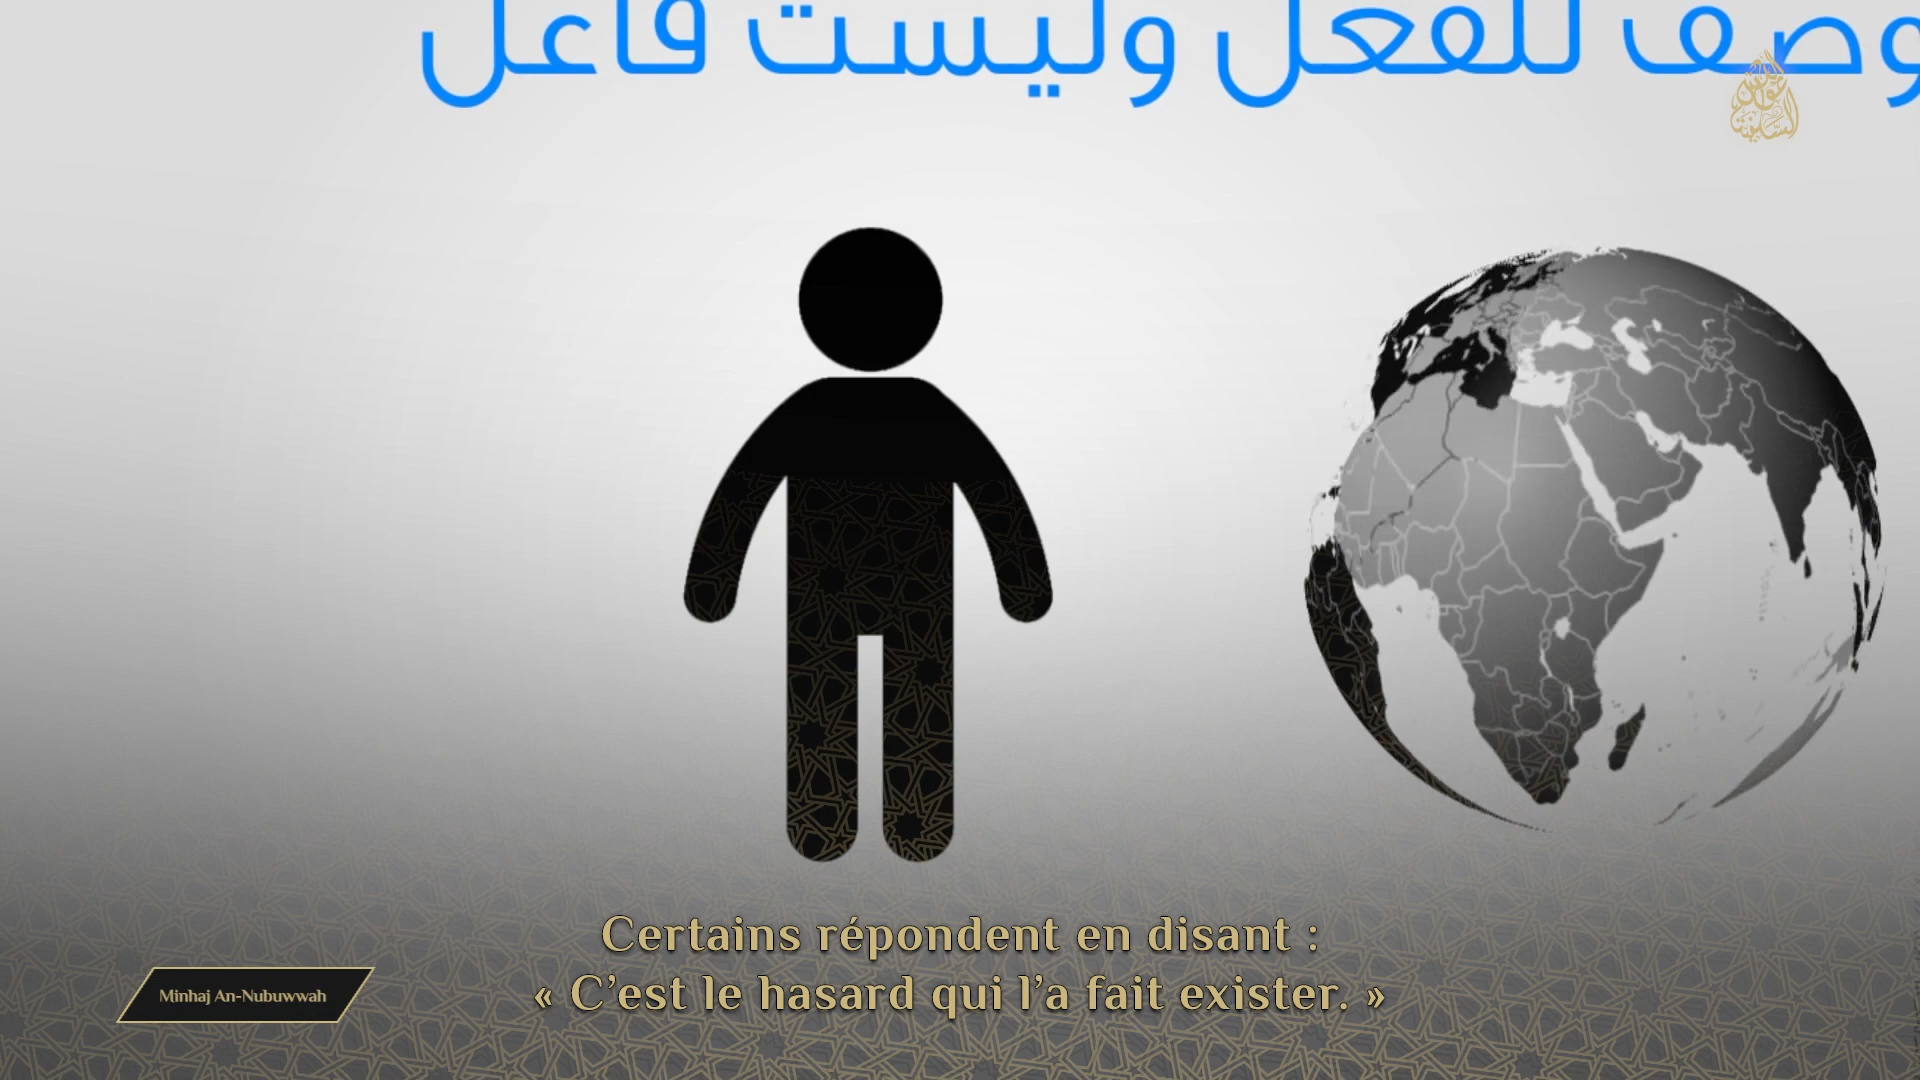 وصف للفعل وليست فاعل
Certains répondent en disant :
« C’est le hasard qui l’a fait exister. »
Minhaj An-Nubuwwah